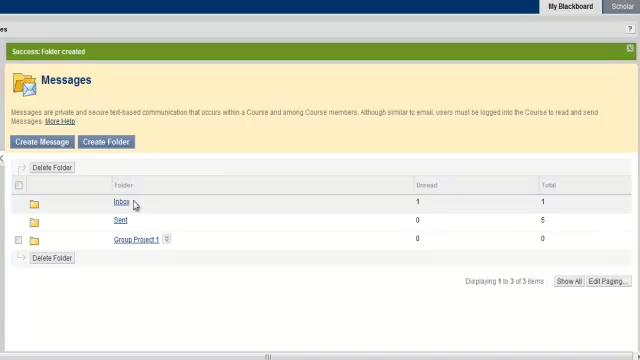 My Blackboard
Scholar
es
?
Success: Folder created
Messages
Messages are private and secure text-based communication that occurs within a Course and among Course members. Although similar to email, users must be logged into the Course to read and send
Messages. More Help
Create Message
Create Folder
Delete Folder
Folder Unread Total
Inbox 1 1
Sent 0 5
Group Project 1 0 0
Delete Folder
Displaying 1 to 3 of 3 items Show All Edit Paging...